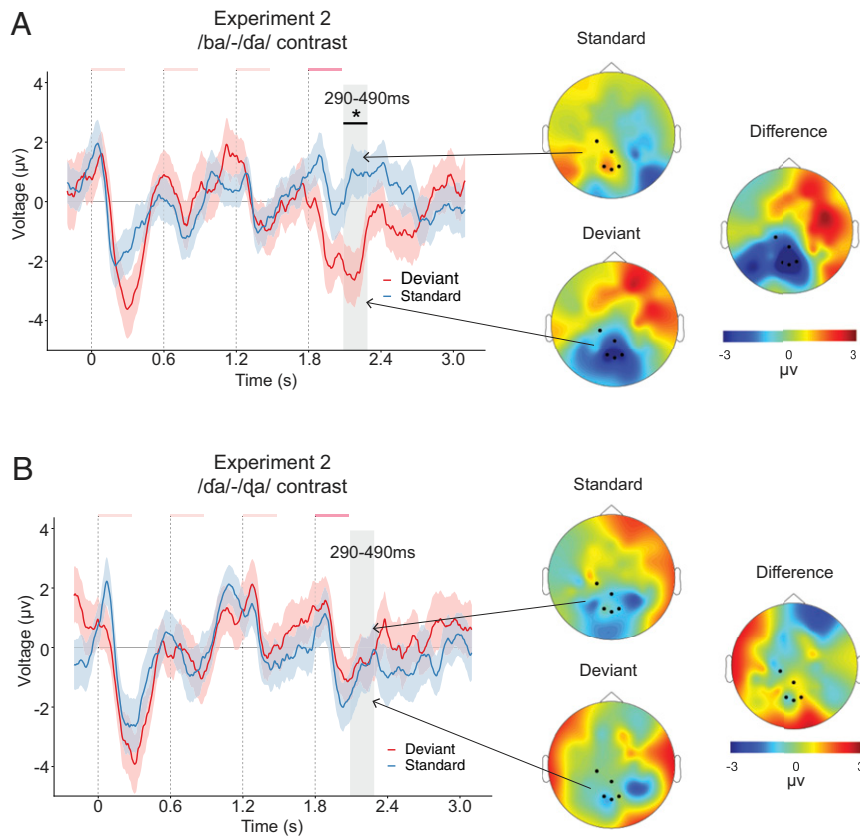 A
Experiment 2
/ba/-/ɗa/ contrast
Standard
Difference
Deviant
290-490ms
*
Voltage (μv)
4
2
0
-2
-4
Deviant
Standard
0
0.6
1.2
1.8
2.4
3.0
Time (s)
-3
0
3
μv
B
Experiment 2
/ɗa/-/ɖa/ contrast
Standard
Difference
Deviant
290-490ms
Voltage (μv)
4
2
0
-2
-4
Deviant
Standard
0
0.6
1.2
1.8
2.4
3.0
Time (s)
-3
0
3
μv